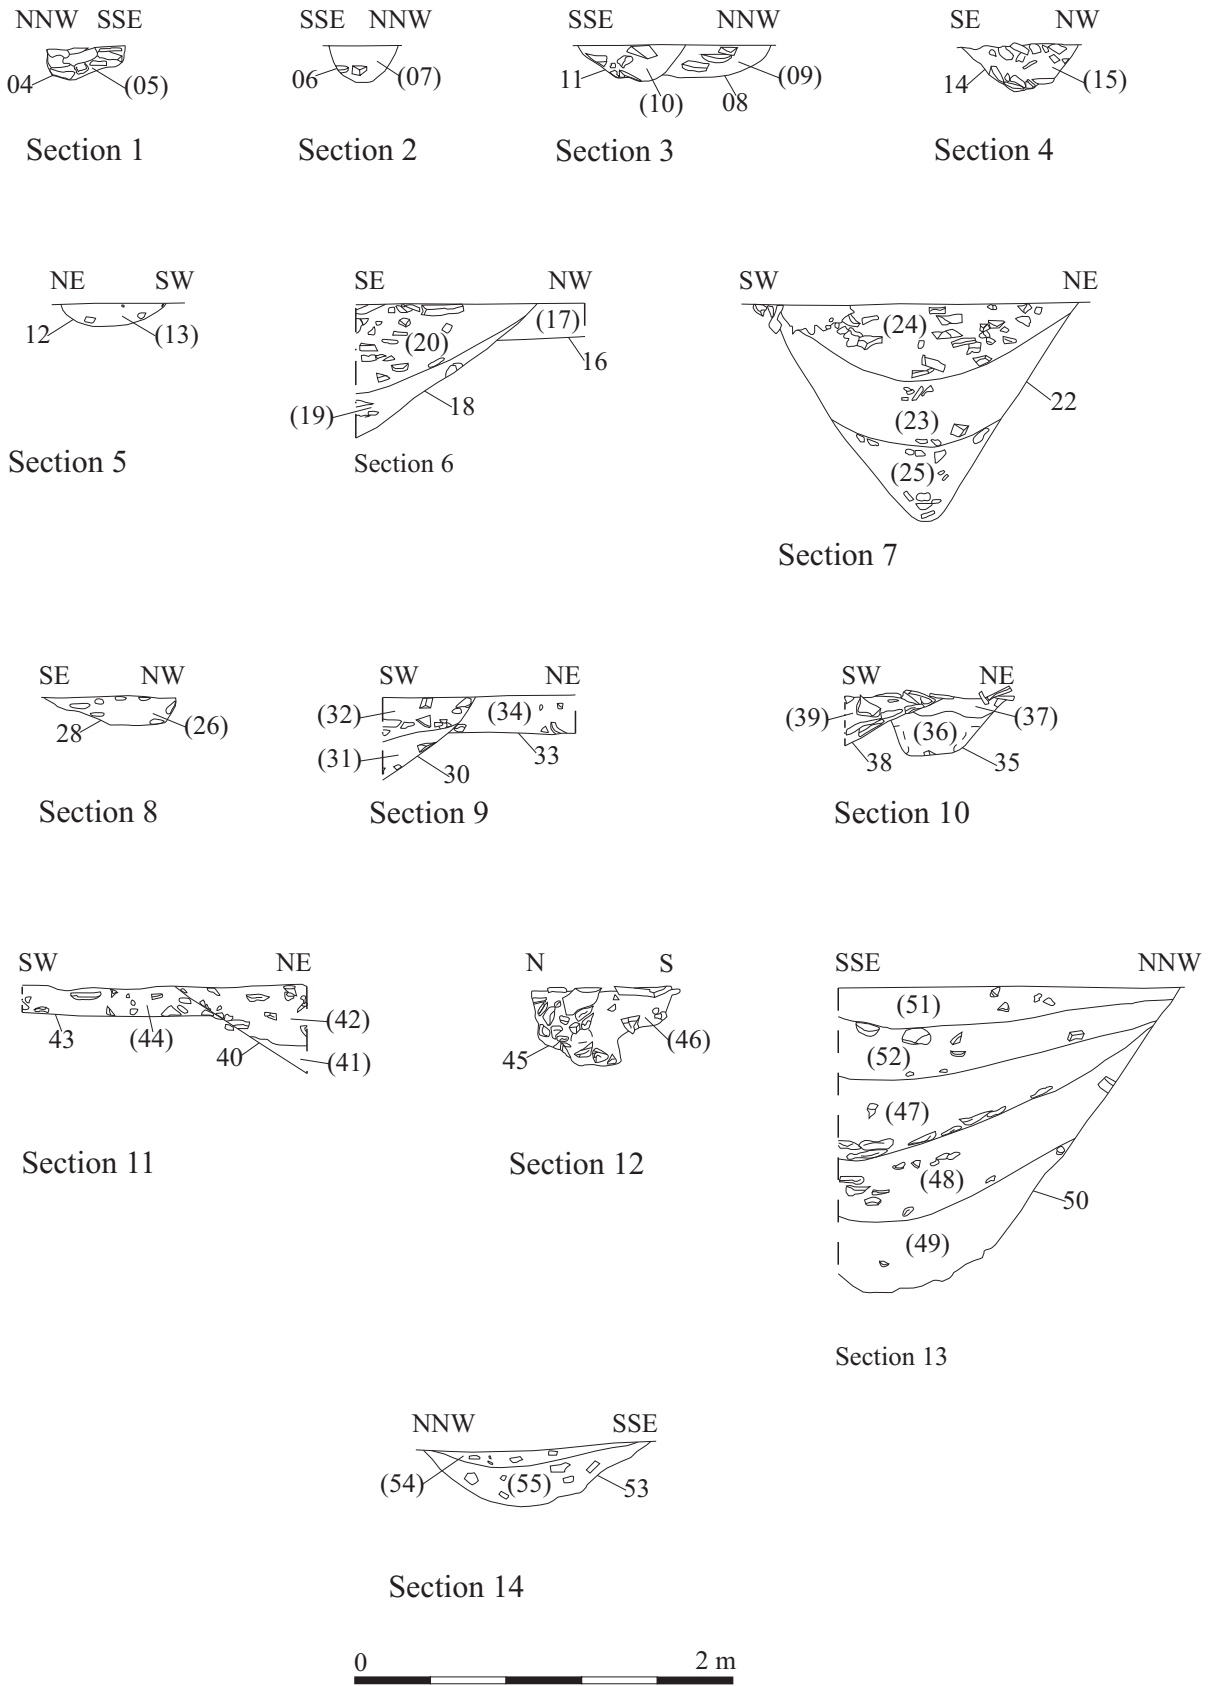 NNW SSE
04 (05)
Section 1
SSE NNW
06 (07)
Section 2
SSE NNW
11 (10) 08 (09)
Section 3
SE NW
14 (15)
Section 4
NE SW
12 (13)
Section 5
SE NW
(17)
(20)
16
(19) 18
Section 6
SW NE
(24)
22
(23)
(25)
Section 7
SE NW
28 (26)
Section 8
SW NE
(32) (34)
(31) 30 33
Section 9
SW NE
(39) (36) (37)
38 35
Section 10
SW NE
(42)
43 (44) 40 (41)
Section 11
N S
45 (46)
Section 12
SSE NNW
(51)
(52)
(47)
(48)
50
(49)
Section 13
NNW SSE
(54) (55) 53
Section 14
0 2 m